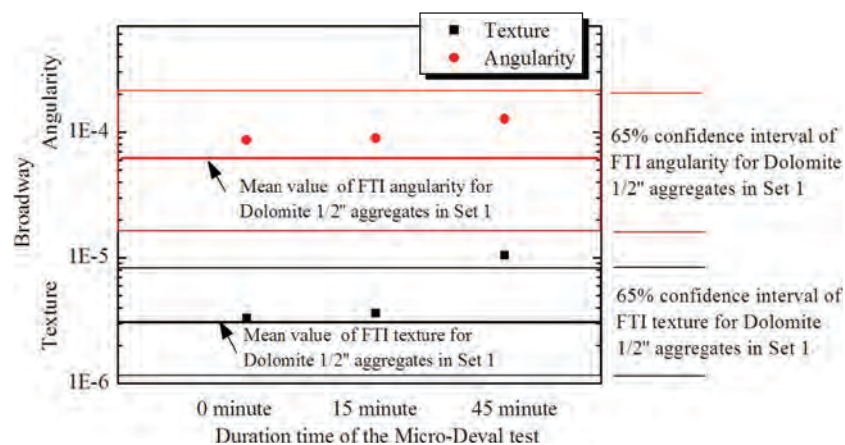 Texture
Angularity
Broadway
Angularity
Texture
1E-4
1E-5
1E-6
Mean value of FTI angularity for
Dolomite 1/2" aggregates in Set 1
Mean value of FTI texture for
Dolomite 1/2" aggregates in Set 1
65% confidence interval of
FTI angularity for Dolomite
1/2" aggregates in Set 1
65% confidence interval of
FTI texture for Dolomite
1/2" aggregates in Set 1
0 minute
15 minute
45 minute
Duration time of the Micro-Deval test